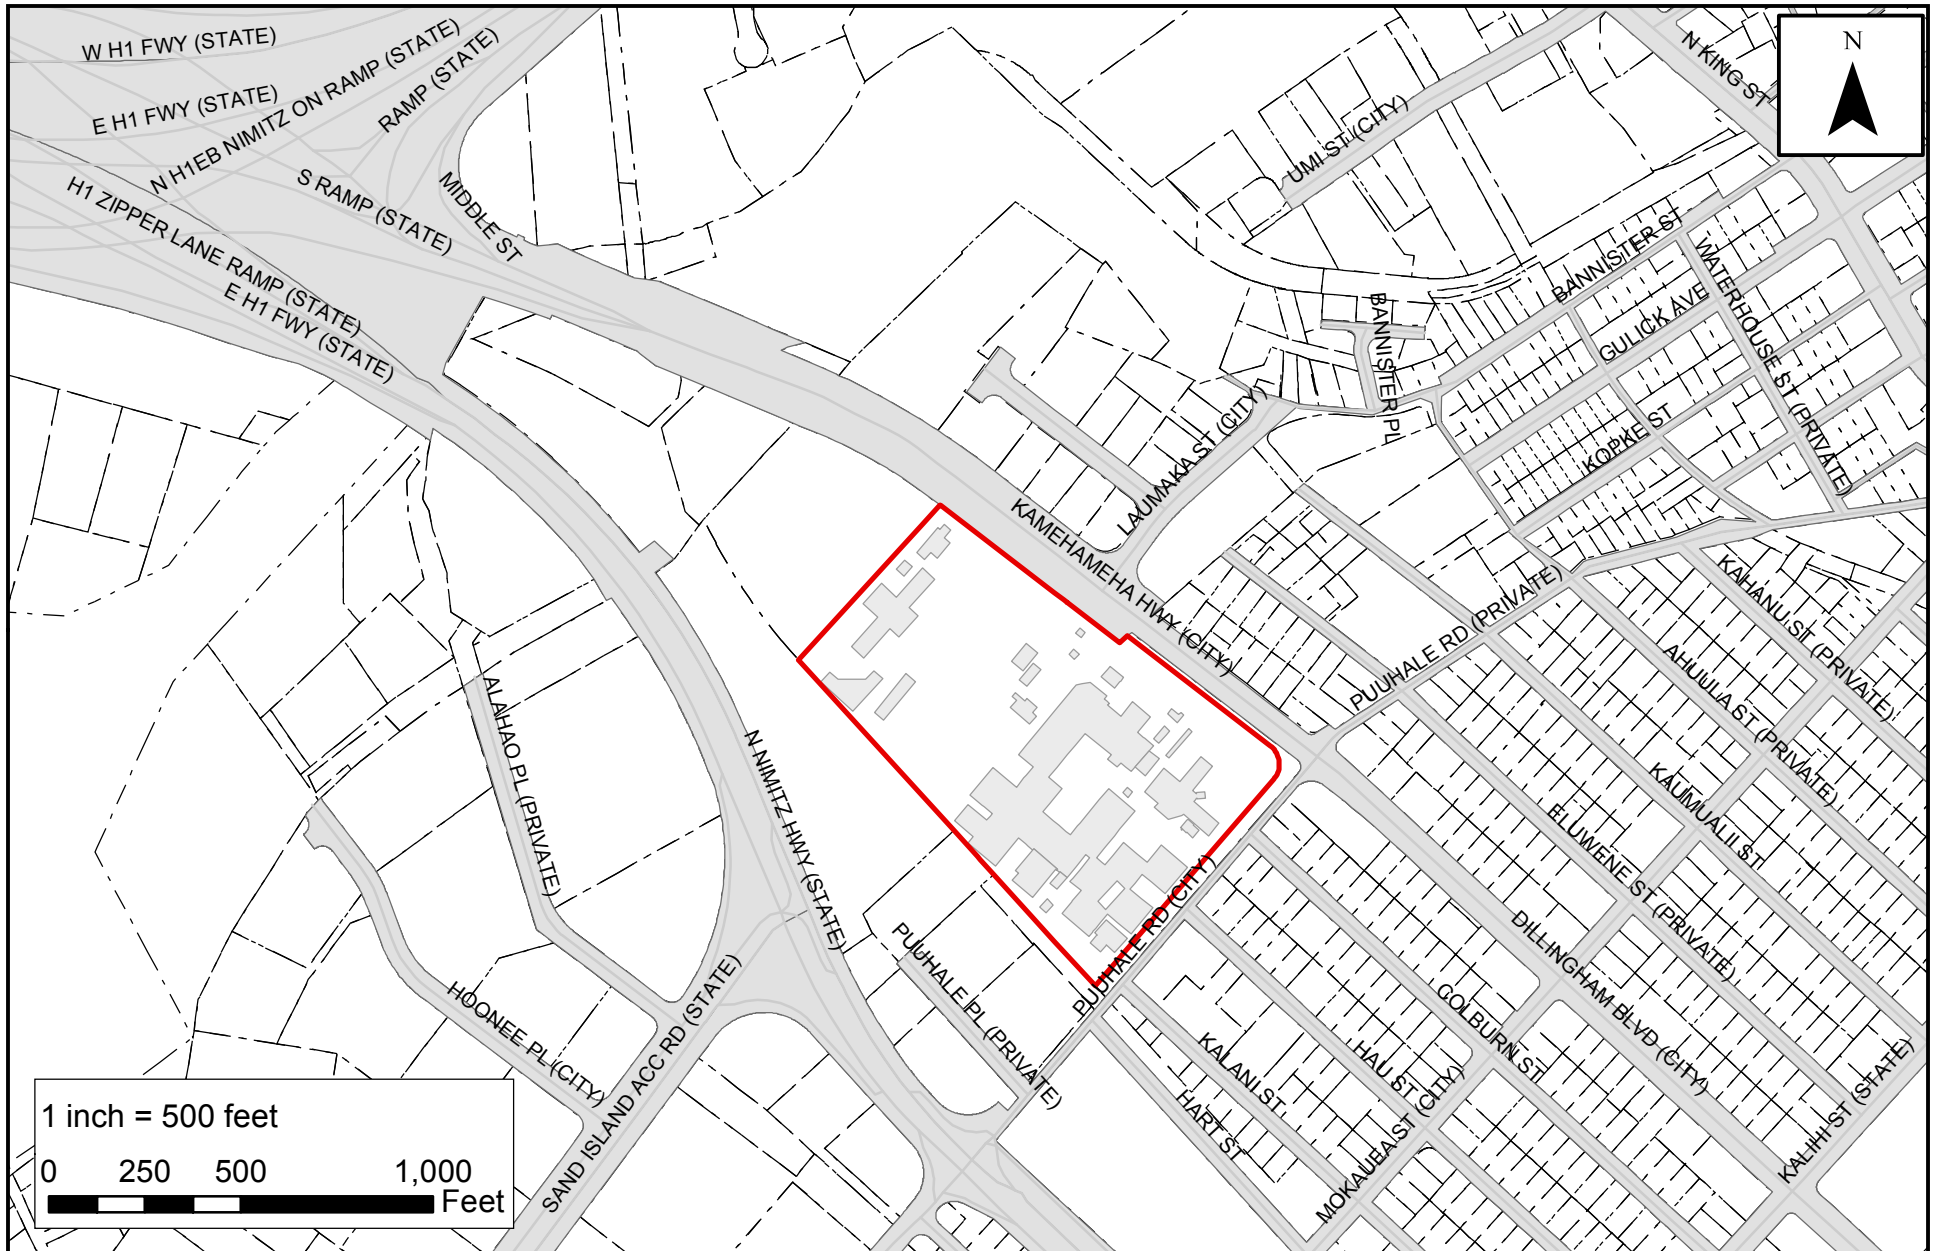 W H1 FWY (STATE)
E H1 FWY (STATE)
N H1EB NIMITZ ON RAMP (STATE)
RAMP (STATE)
S RAMP (STATE)
MIDDLE ST
H1 ZIPPER LANE RAMP (STATE)
E H1 FWY (STATE)
N KING ST
N
UMI ST (CITY)
BANNISTER ST
WATERHOUSE ST (PRIVATE)
GULICK AVE
BANNISTER PL
KOPKE ST
LAUMAKA ST (CITY)
KAMEHAMEHA HWY (CITY)
PUUHALE RD (PRIVATE)
KAHANU ST (PRIVATE)
AHUULA ST (PRIVATE)
KAUMUALII ST
ELUWENE ST (PRIVATE)
ALAHAO PL (PRIVATE)
N NIMITZ HWY (STATE)
PUUHALE RD (CITY)
PUUHALE PL (PRIVATE)
DILLINGHAM BLVD (CITY)
COLBURN ST
HAU ST
KALANI ST
HART ST
MOKAUEA ST (CITY)
KALIHI ST (STATE)
HOONEE PL (CITY)
SAND ISLAND ACC RD (STATE)
1 inch = 500 feet
0 250 500 1,000
Feet